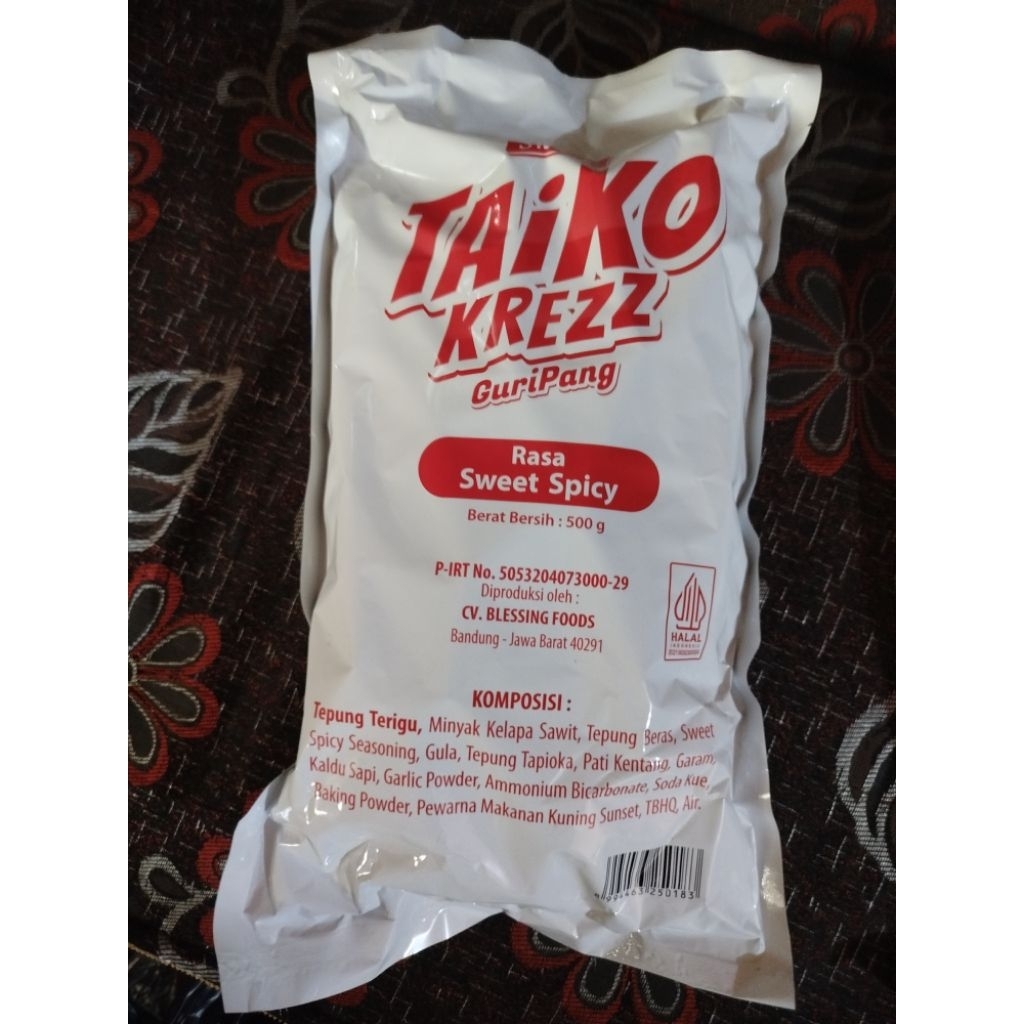 TAiKO
KREZZ
GuriPang
Rasa
Sweet Spicy
Berat Bersih : 500 g
P-IRT No. 5053204073000-29
Diproduksi oleh :
CV. BLESSING FOODS
Bandung - Jawa Barat 40291
HALAL
INDONESIA
KOMPOSISI :
Tepung Terigu, Minyak Kelapa Sawit, Tepung Beras, Sweet
Spicy Seasoning, Gula, Tepung Tapioka, Pati Kentang, Garam,
Kaldu Sapi, Garlic Powder, Ammonium Bicarbonate, Soda Kue,
Baking Powder, Pewarna Makanan Kuning Sunset, TBHQ, Air.
250183